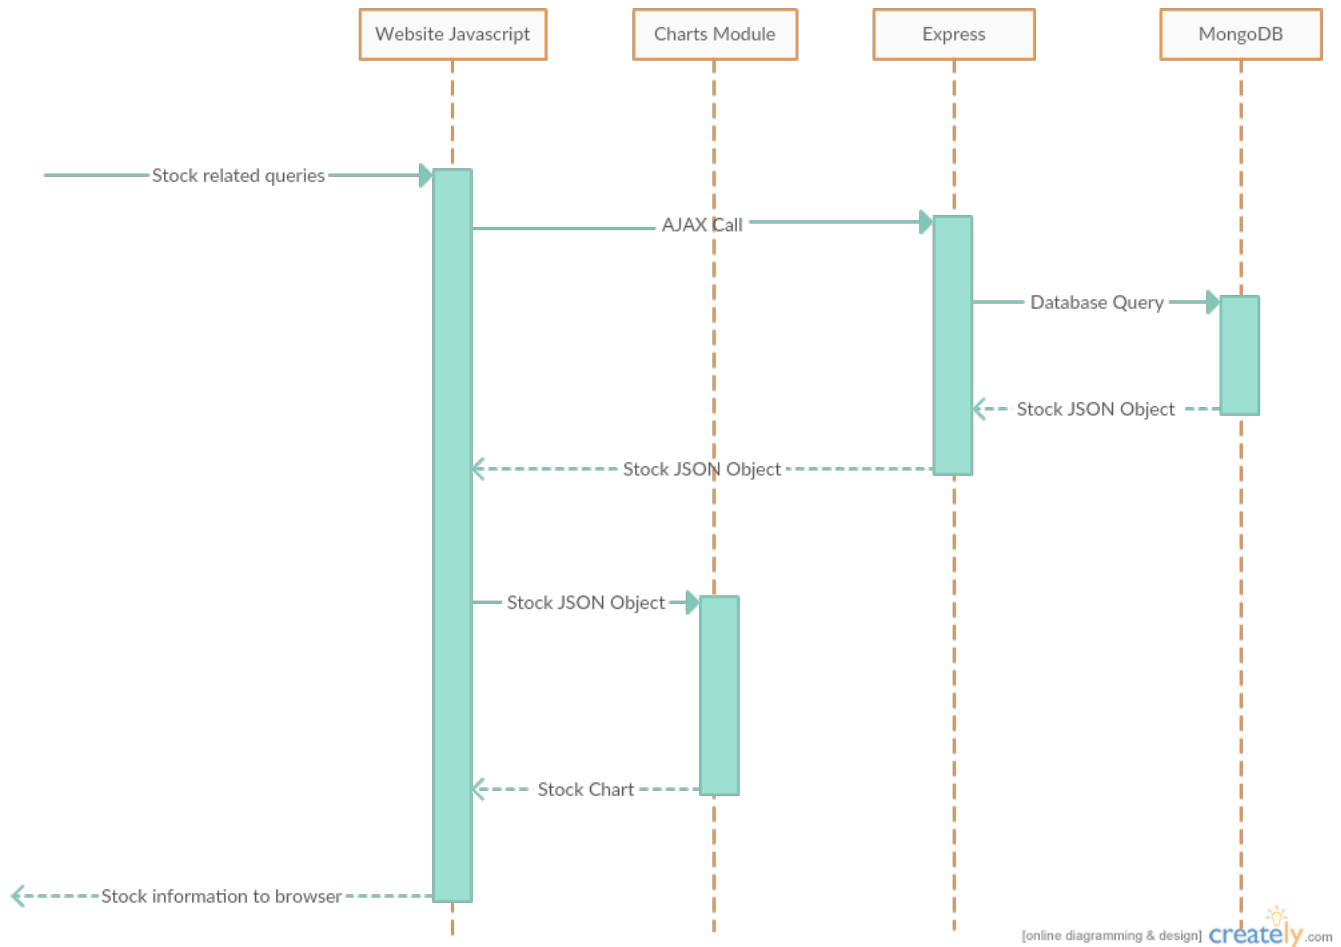 Website Javascript
Charts Module
Express
MongoDB
Stock related queries
AJAX Call
Database Query
Stock JSON Object
Stock JSON Object
Stock JSON Object
Stock Chart
Stock information to browser
[online diagramming & design] creately.com